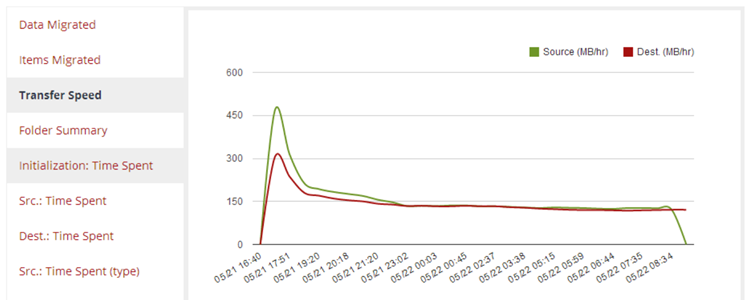 Data Migrated
Items Migrated
Transfer Speed
Folder Summary
Initialization: Time Spent
Src.: Time Spent
Dest.: Time Spent
Src.: Time Spent (type)
Source (MB/hr) Dest. (MB/hr)
600
450
300
150
0
05/21 16:40
05/21 17:51
05/21 19:20
05/21 20:18
05/21 21:20
05/21 23:02
05/22 00:03
05/22 00:45
05/22 02:37
05/22 03:38
05/22 05:15
05/22 05:59
05/22 06:44
05/22 07:25
05/22 08:34